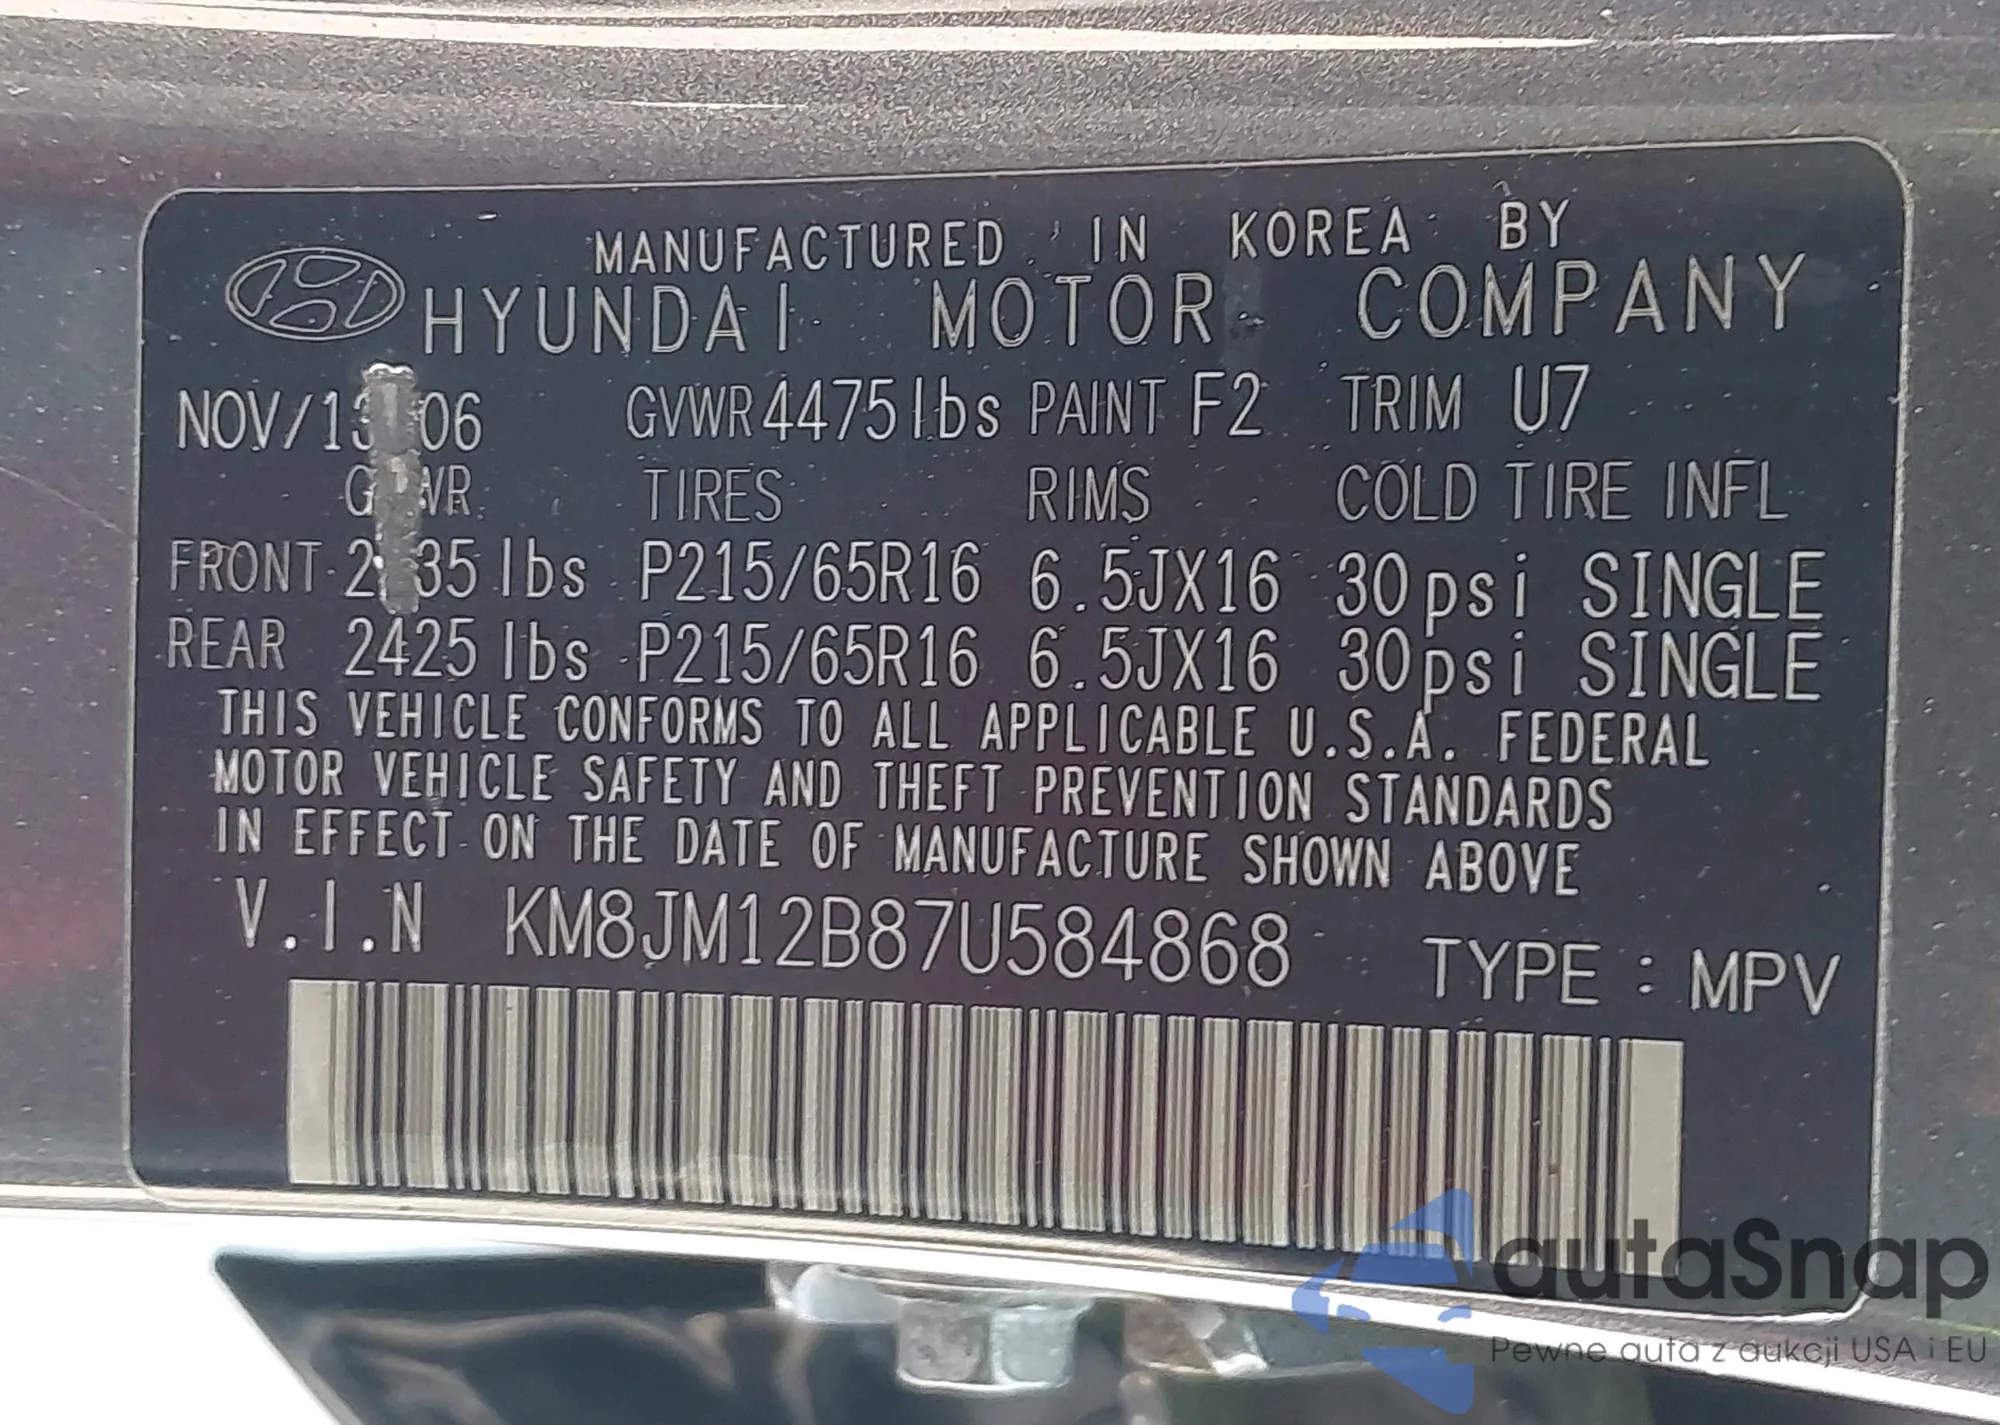 MANUFACTURED IN KOREA BY
HYUNDAI MOTOR COMPANY
NOV/13 06 GVWR 4475 lbs PAINT F2 TRIM U7
TIRES RIMS COLD TIRE INFL
FRONT lbs P215/65R16 6.5JX16 30psi SINGLE
REAR 2425 lbs P215/65R16 6.5JX16 30psi SINGLE
THIS VEHICLE CONFORMS TO ALL APPLICABLE U.S.A. FEDERAL
MOTOR VEHICLE SAFETY AND THEFT PREVENTION STANDARDS
IN EFFECT ON THE DATE OF MANUFACTURE SHOWN ABOVE
V.I.N KM8JM12B87U584868 TYPE : MPV
autaSnap
Pewne auta z aukcji USA i EU